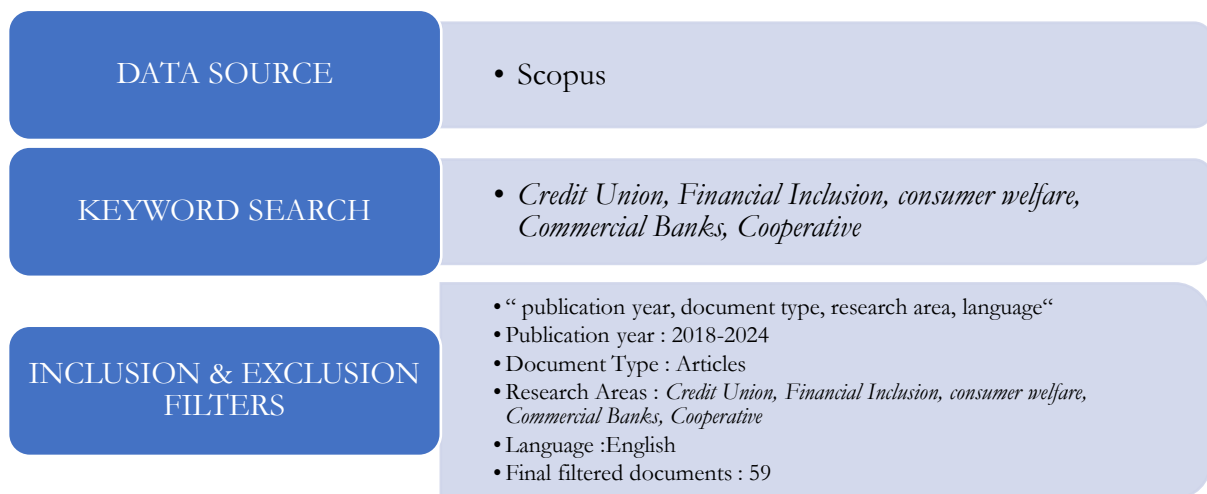 DATA SOURCE
• Scopus
KEYWORD SEARCH
• Credit Union, Financial Inclusion, consumer welfare,
Commercial Banks, Cooperative
INCLUSION & EXCLUSION
FILTERS
• “ publication year, document type, research area, language“
• Publication year : 2018-2024
• Document Type : Articles
• Research Areas : Credit Union, Financial Inclusion, consumer welfare,
Commercial Banks, Cooperative
• Language :English
• Final filtered documents : 59